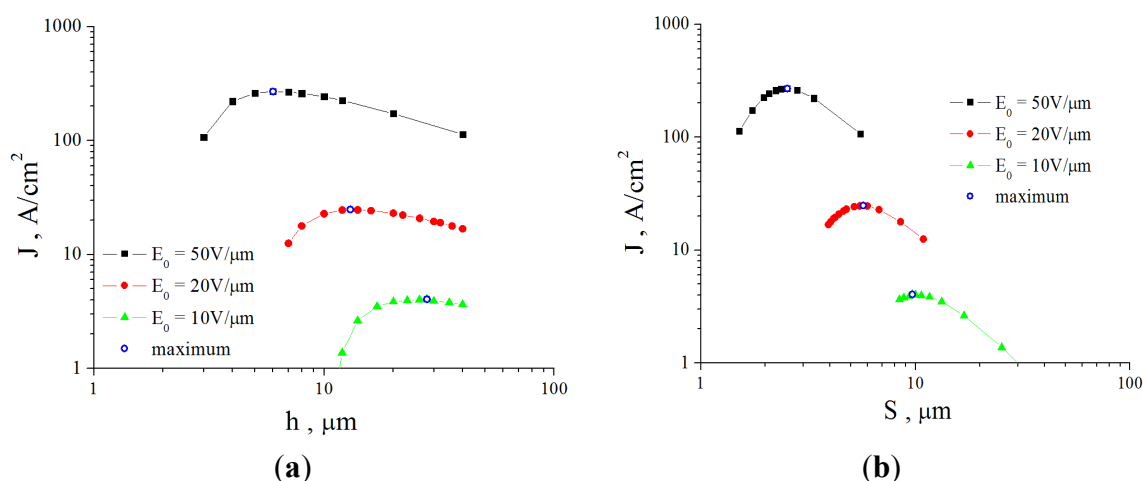 1000
100
10
1
J , A/cm²
E₀ = 50V/μm
E₀ = 20V/μm
E₀ = 10V/μm
maximum
1
10
100
h , μm
(a)
1000
100
10
1
J , A/cm²
E₀ = 50V/μm
E₀ = 20V/μm
E₀ = 10V/μm
maximum
1
10
100
S , μm
(b)